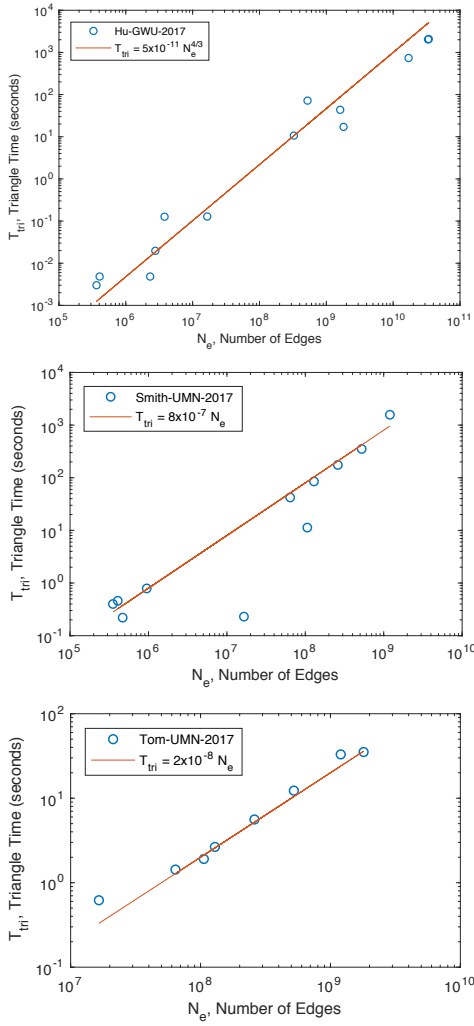 10^4
Hu-GWU-2017
T_tri = 5x10^-11 N_e^4/3
10^3
10^2
10^1
10^0
10^-1
10^-2
10^-3
T_tri, Triangle Time (seconds)
10^5 10^6 10^7 10^8 10^9 10^10 10^11
N_e, Number of Edges
10^4
Smith-UMN-2017
T_tri = 8x10^-7 N_e
10^3
10^2
10^1
10^0
10^-1
T_tri, Triangle Time (seconds)
10^5 10^6 10^7 10^8 10^9 10^10
N_e, Number of Edges
10^2
Tom-UMN-2017
T_tri = 2x10^-8 N_e
10^1
10^0
10^-1
T_tri, Triangle Time (seconds)
10^7 10^8 10^9 10^10
N_e, Number of Edges